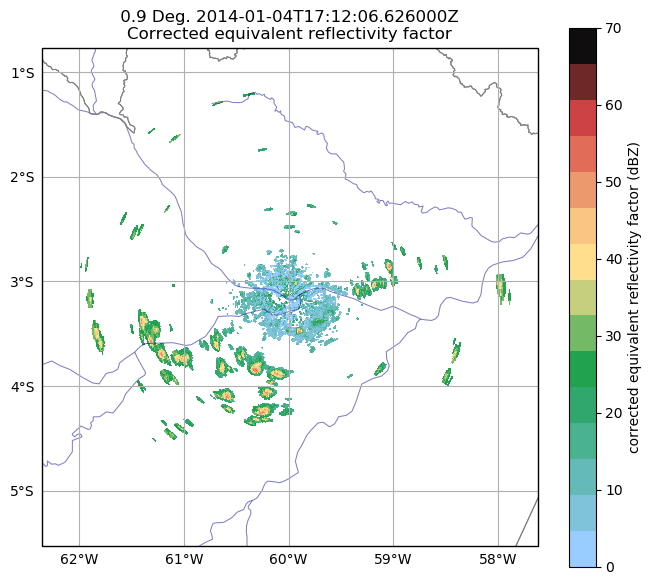 0.9 Deg. 2014-01-04T17:12:06.626000Z
Corrected equivalent reflectivity factor
1°S
2°S
3°S
4°S
5°S
62°W
61°W
60°W
59°W
58°W
70
60
50
40
30
20
10
0
corrected equivalent reflectivity factor (dBZ)